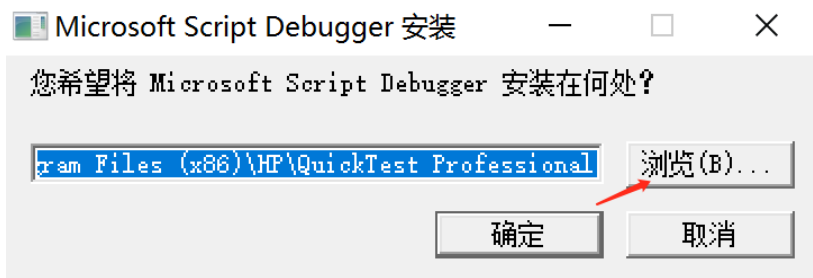 Microsoft Script Debugger 安装
您希望将 Microsoft Script Debugger 安装在何处？
gram Files (x86)\HP\QuickTest Professional
浏览(B)...
确定
取消